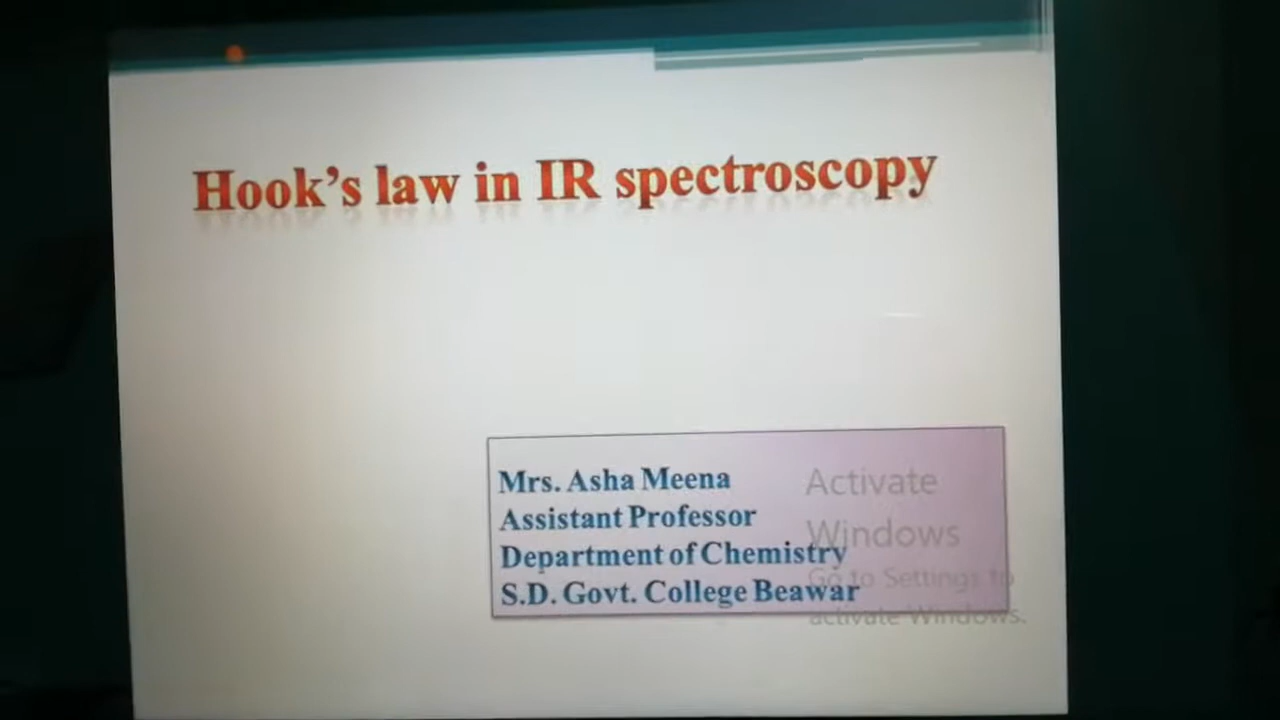 Hook's law in IR spectroscopy
Mrs. Asha Meena
Assistant Professor
Department of Chemistry
S.D. Govt. College Beawar
Activate
Windows
Go to Settings to
activate Windows.